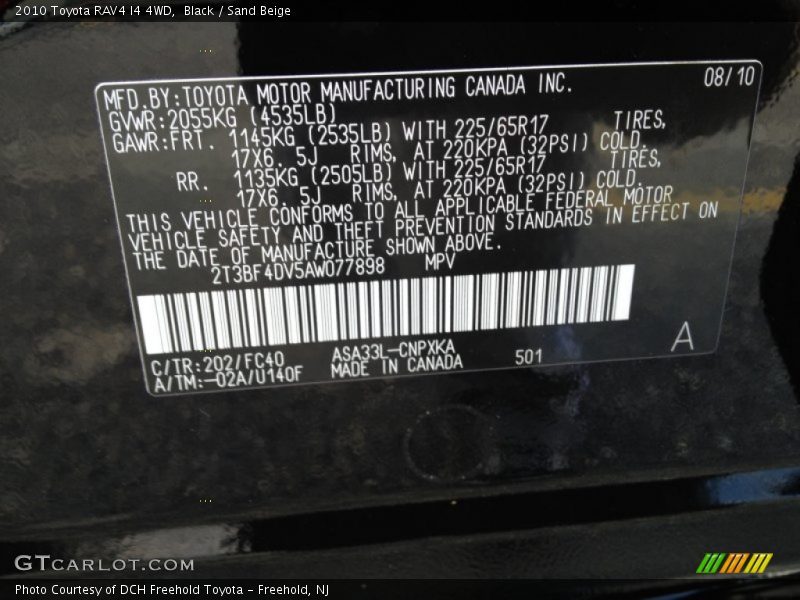 2010 Toyota RAV4 I4 4WD, Black / Sand Beige
08/10
MFD.BY:TOYOTA MOTOR MANUFACTURING CANADA INC.
GVWR:2055KG (4535LB)
GAWR:FRT. 1145KG (2535LB) WITH 225/65R17 TIRES,
17X6. 5J RIMS, AT 220KPA (32PSI) COLD.
RR. 1135KG (2505LB) WITH 225/65R17 TIRES,
17X6. 5J RIMS, AT 220KPA (32PSI) COLD.
THIS VEHICLE CONFORMS TO ALL APPLICABLE FEDERAL MOTOR
VEHICLE SAFETY AND THEFT PREVENTION STANDARDS IN EFFECT ON
THE DATE OF MANUFACTURE SHOWN ABOVE.
2T3BF4DV5AW077898 MPV
C/TR:202/FC40 ASA33L-CNPXKA 501 A
A/TM:-02A/U140F MADE IN CANADA
GTCARLOT.COM
Photo Courtesy of DCH Freehold Toyota - Freehold, NJ